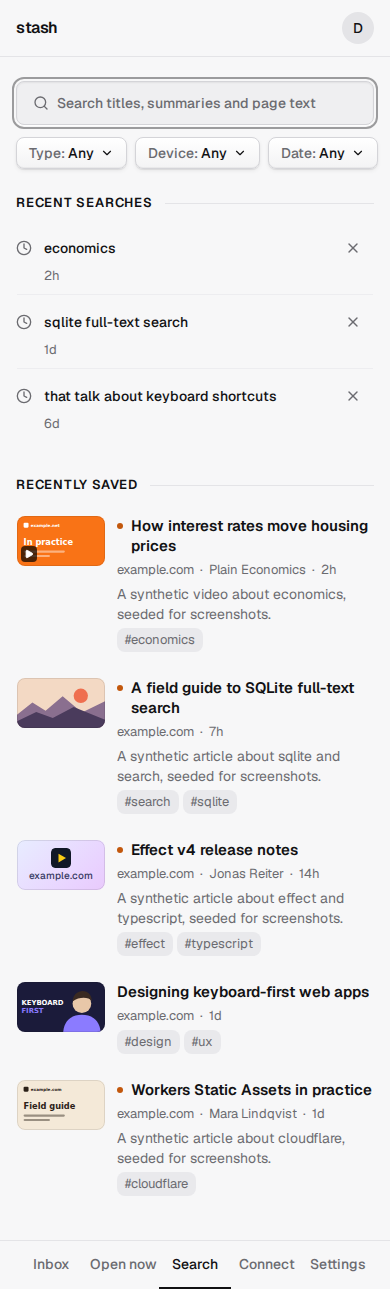 stash
D
Search titles, summaries and page text
Type: Any
Device: Any
Date: Any
RECENT SEARCHES
economics
2h
sqlite full-text search
1d
that talk about keyboard shortcuts
6d
RECENTLY SAVED
example.net
In practice
How interest rates move housing
prices
example.com · Plain Economics · 2h
A synthetic video about economics,
seeded for screenshots.
#economics
A field guide to SQLite full-text
search
example.com · 7h
A synthetic article about sqlite and
search, seeded for screenshots.
#search #sqlite
example.com
Effect v4 release notes
example.com · Jonas Reiter · 14h
A synthetic article about effect and
typescript, seeded for screenshots.
#effect #typescript
KEYBOARD
FIRST
Designing keyboard-first web apps
example.com · 1d
#design #ux
example.com
Field guide
Workers Static Assets in practice
example.com · Mara Lindqvist · 1d
A synthetic article about cloudflare,
seeded for screenshots.
#cloudflare
Inbox
Open now
Search
Connect
Settings